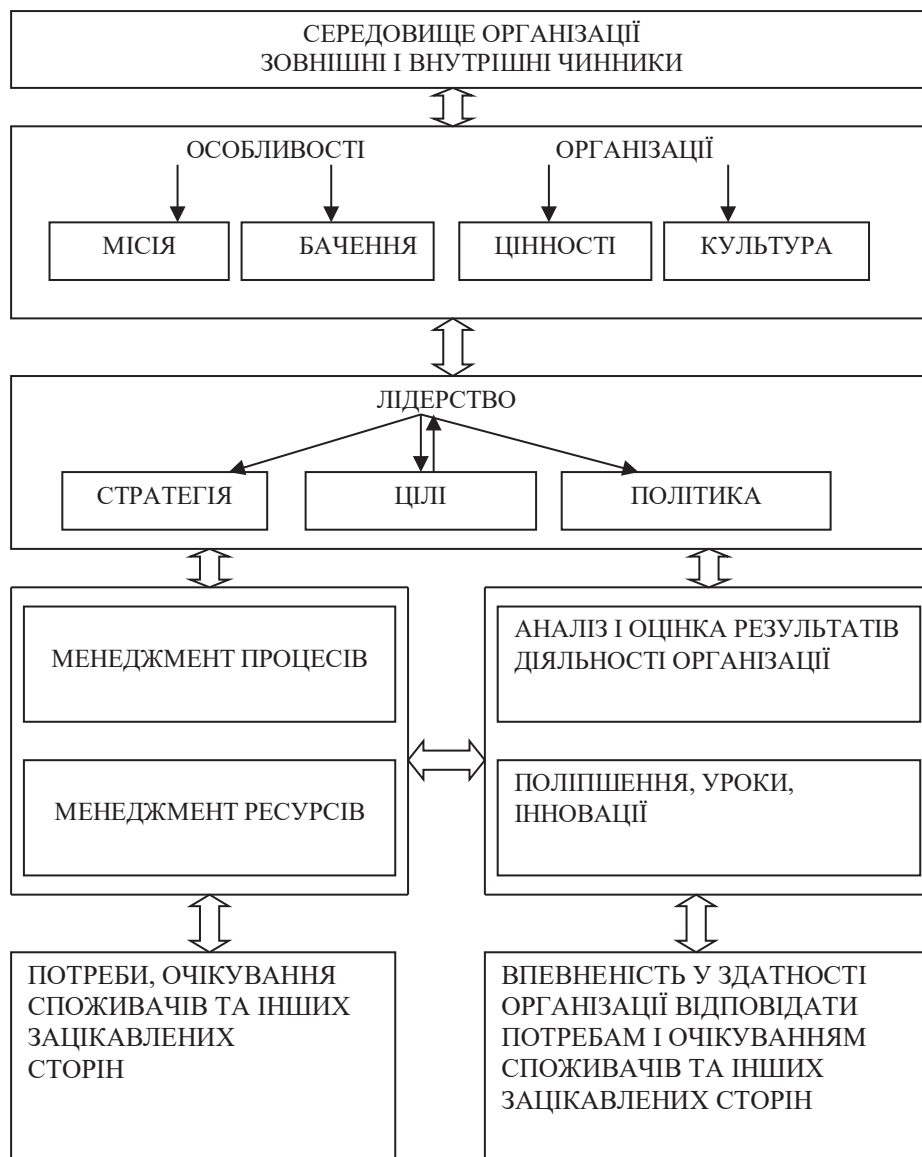 СЕРЕДОВИЩЕ ОРГАНІЗАЦІЇ
ЗОВНІШНІ І ВНУТРІШНІ ЧИННИКИ
ОСОБЛИВОСТІ ОРГАНІЗАЦІЇ
МІСІЯ БАЧЕННЯ ЦІННОСТІ КУЛЬТУРА
ЛІДЕРСТВО
СТРАТЕГІЯ ЦІЛІ ПОЛІТИКА
МЕНЕДЖМЕНТ ПРОЦЕСІВ
МЕНЕДЖМЕНТ РЕСУРСІВ
АНАЛІЗ І ОЦІНКА РЕЗУЛЬТАТІВ
ДІЯЛЬНОСТІ ОРГАНІЗАЦІЇ
ПОЛІПШЕННЯ, УРОКИ,
ІННОВАЦІЇ
ПОТРЕБИ, ОЧІКУВАННЯ
СПОЖИВАЧІВ ТА ІНШИХ
ЗАЦІКАВЛЕНИХ
СТОРІН
ВПЕВНЕНІСТЬ У ЗДАТНОСТІ
ОРГАНІЗАЦІЇ ВІДПОВІДАТИ
ПОТРЕБАМ І ОЧІКУВАННЯМ
СПОЖИВАЧІВ ТА ІНШИХ
ЗАЦІКАВЛЕНИХ СТОРІН